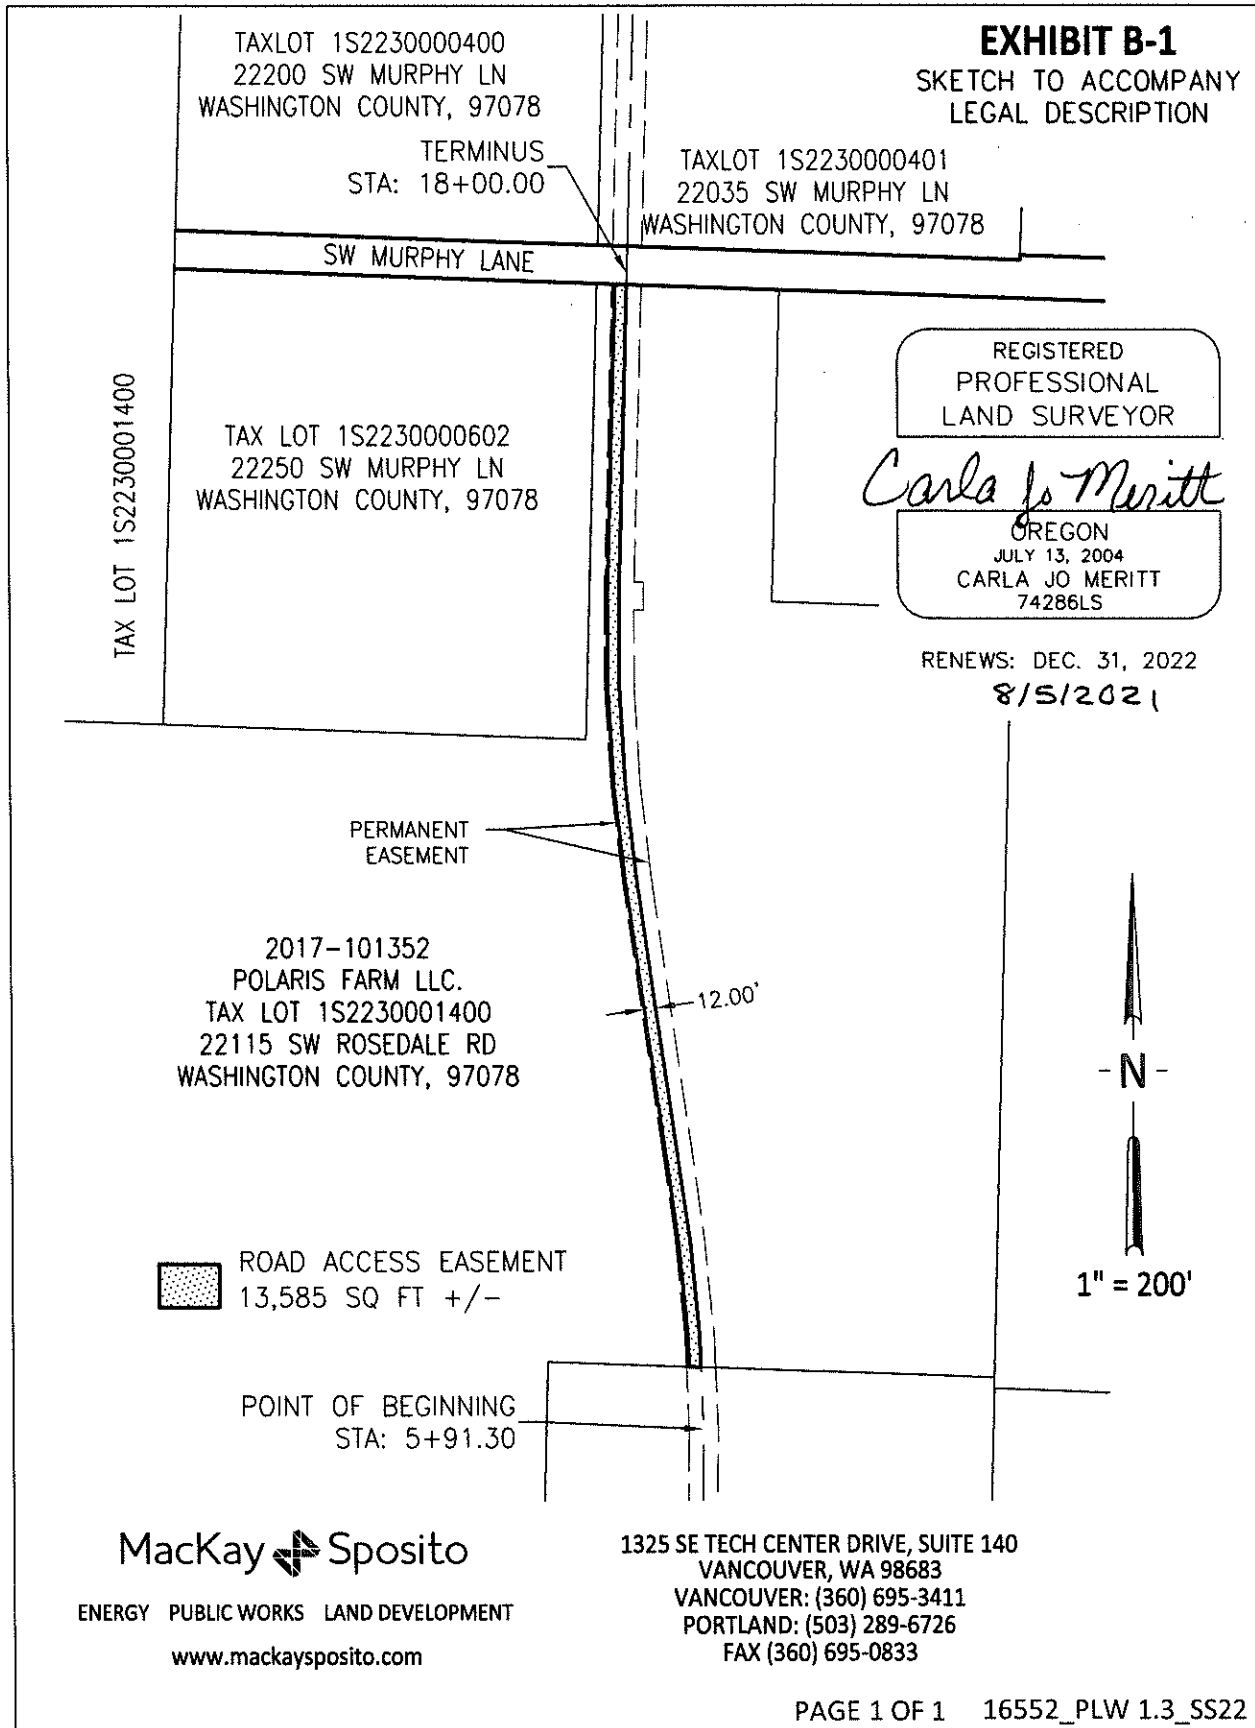 EXHIBIT B-1
SKETCH TO ACCOMPANY
LEGAL DESCRIPTION
TAXLOT 1S2230000400
22200 SW MURPHY LN
WASHINGTON COUNTY, 97078
TERMINUS
STA: 18+00.00
TAXLOT 1S2230000401
22035 SW MURPHY LN
WASHINGTON COUNTY, 97078
SW MURPHY LANE
REGISTERED
PROFESSIONAL
LAND SURVEYOR
Carla Jo Meritt
OREGON
JULY 13, 2004
CARLA JO MERITT
74286LS
RENEWS: DEC. 31, 2022
8/5/2021
TAX LOT 1S2230001400
TAX LOT 1S2230000602
22250 SW MURPHY LN
WASHINGTON COUNTY, 97078
PERMANENT
EASEMENT
2017-101352
POLARIS FARM LLC.
TAX LOT 1S2230001400
22115 SW ROSEDALE RD
WASHINGTON COUNTY, 97078
12.00'
-N-
1" = 200'
ROAD ACCESS EASEMENT
13,585 SQ FT +/-
POINT OF BEGINNING
STA: 5+91.30
MacKay Sposito
ENERGY PUBLIC WORKS LAND DEVELOPMENT
www.mackaysposito.com
1325 SE TECH CENTER DRIVE, SUITE 140
VANCOUVER, WA 98683
VANCOUVER: (360) 695-3411
PORTLAND: (503) 289-6726
FAX (360) 695-0833
PAGE 1 OF 1 16552_PLW 1.3_SS22